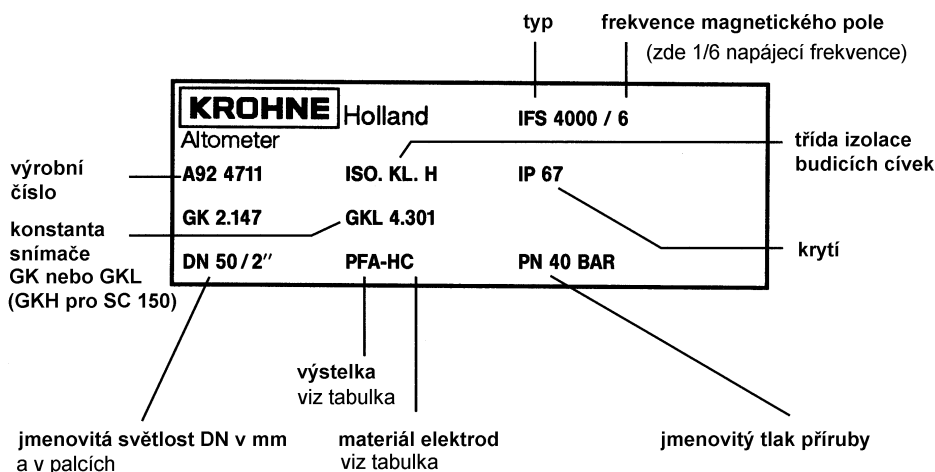 typ frekvence magnetického pole
(zde 1/6 napájecí frekvence)
KROHNE Holland IFS 4000 / 6
Altometer
třída izolace
budicích cívek
výrobní
číslo
A92 4711 ISO. KL. H IP 67
GK 2.147 GKL 4.301
konstanta
snímače
GK nebo GKL
(GKH pro SC 150)
krytí
DN 50 / 2′′ PFA-HC PN 40 BAR
výstelka
viz tabulka
jmenovitá světlost DN v mm
a v palcích
materiál elektrod
viz tabulka
jmenovitý tlak příruby